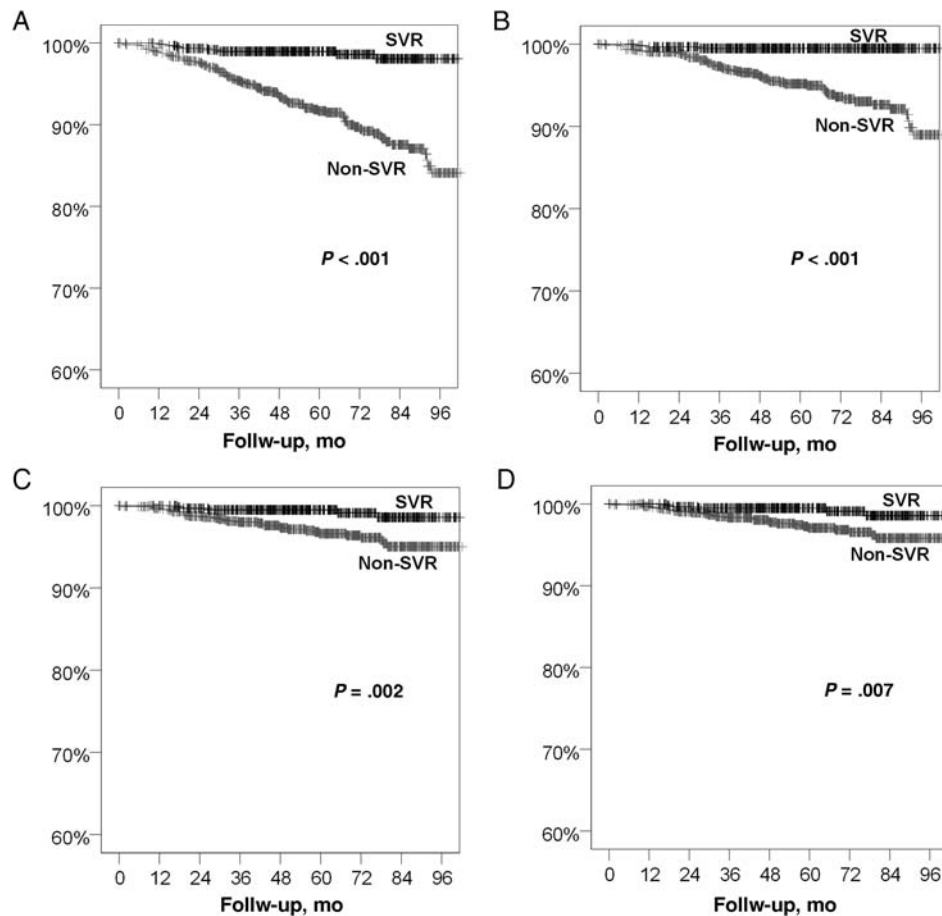 A
100%
90%
80%
70%
60%
SVR
Non-SVR
P < .001
0 12 24 36 48 60 72 84 96
Follw-up, mo
B
100%
90%
80%
70%
60%
SVR
Non-SVR
P < .001
0 12 24 36 48 60 72 84 96
Follw-up, mo
C
100%
90%
80%
70%
60%
SVR
Non-SVR
P = .002
0 12 24 36 48 60 72 84 96
Follw-up, mo
D
100%
90%
80%
70%
60%
SVR
Non-SVR
P = .007
0 12 24 36 48 60 72 84 96
Follw-up, mo